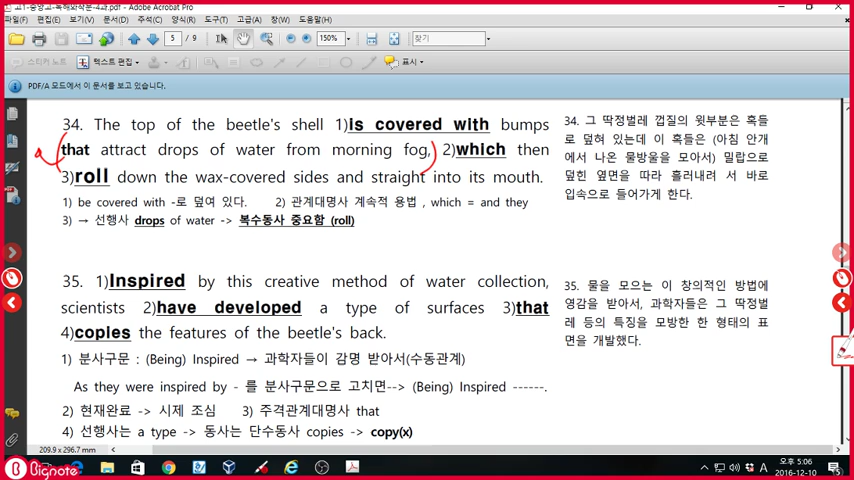 고1-중앙교-독해와작문-4과.pdf - Adobe Acrobat Pro
파일(F) 편집(E) 보기(V) 문서(D) 주석(C) 양식(R) 도구(T) 고급(A) 창(W) 도움말(H)
5 / 9 150% 찾기
스티커 노트 텍스트 편집 표시
PDF/A 모드에서 이 문서를 보고 있습니다.
34. The top of the beetle's shell 1)is covered with bumps
that attract drops of water from morning fog, 2)which then
3)roll down the wax-covered sides and straight into its mouth.
1) be covered with -로 덮여 있다. 2) 관계대명사 계속적 용법 , which = and they
3) → 선행사 drops of water -> 복수동사 중요함 (roll)
34. 그 딱정벌레 껍질의 윗부분은 혹들
로 덮여 있는데 이 혹들은 (아침 안개
에서 나온 물방울을 모아서) 밀랍으로
덮힌 옆면을 따라 흘러내려 서 바로
입속으로 들어가게 한다.
35. 1)Inspired by this creative method of water collection,
scientists 2)have developed a type of surfaces 3)that
4)copies the features of the beetle's back.
1) 분사구문 : (Being) Inspired → 과학자들이 감명 받아서(수동관계)
As they were inspired by - 를 분사구문으로 고치면--> (Being) Inspired ------.
2) 현재완료 -> 시제 조심 3) 주격관계대명사 that
4) 선행사는 a type -> 동사는 단수동사 copies -> copy(x)
35. 물을 모으는 이 창의적인 방법에
영감을 받아서, 과학자들은 그 딱정벌
레 등의 특징을 모방한 한 형태의 표
면을 개발했다.
209.9 x 296.7 mm
Bignote
A 오후 5:06
2016-12-10